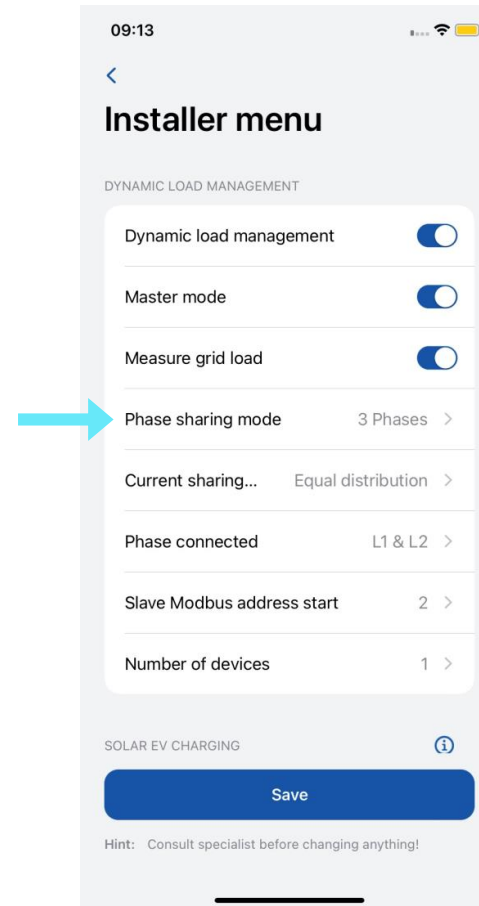 09:13
Installer menu
DYNAMIC LOAD MANAGEMENT
Dynamic load management
Master mode
Measure grid load
Phase sharing mode 3 Phases
Current sharing... Equal distribution
Phase connected L1 & L2
Slave Modbus address start 2
Number of devices 1
SOLAR EV CHARGING
Save
Hint: Consult specialist before changing anything!